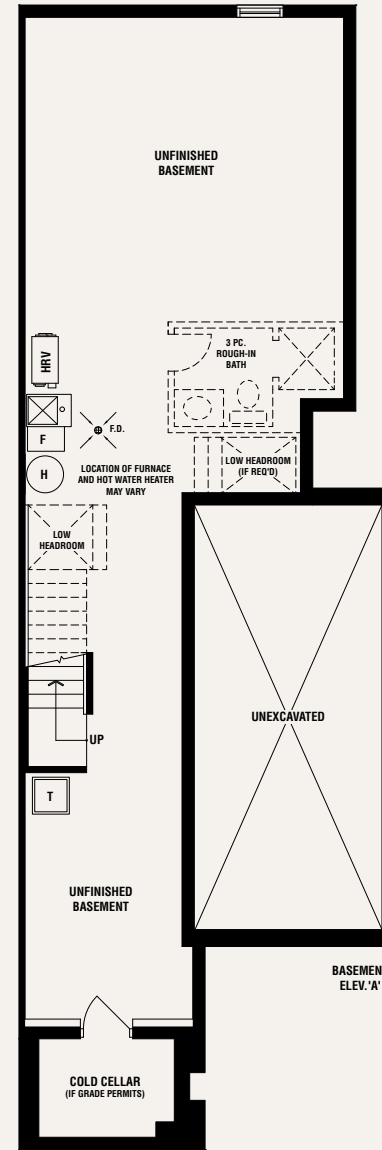 UNFINISHED
BASEMENT
3 PC.
ROUGH-IN
BATH
HRV
F.D.
F
H
LOCATION OF FURNACE
AND HOT WATER HEATER
MAY VARY
LOW HEADROOM
(IF REQ'D)
LOW
HEADROOM
UNEXCAVATED
UP
T
UNFINISHED
BASEMENT
BASEMEN
ELEV. 'A'
COLD CELLAR
(IF GRADE PERMITS)